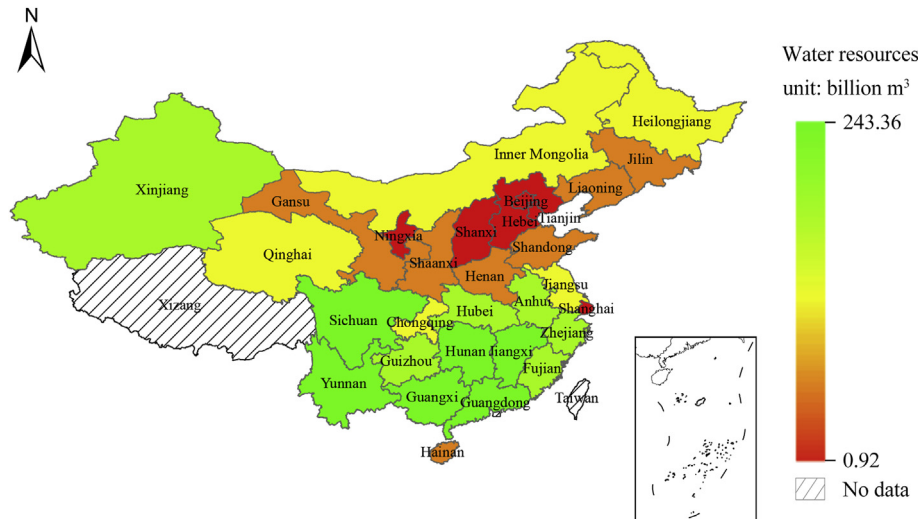 N
Water resources
unit: billion m³
243.36
Heilongjiang
Inner Mongolia
Jilin
Xinjiang
Liaoning
Gansu
Beijing
Hebei
Tianjin
Shanxi
Ningxia
Shandong
Qinghai
Shaanxi
Henan
Jiangsu
Xizang
Anhui
Shanghai
Hubei
Sichuan
Chongqing
Zhejiang
Hunan
Jiangxi
Guizhou
Fujian
Yunnan
Guangxi
Guangdong
Taiwan
Hainan
0.92
No data